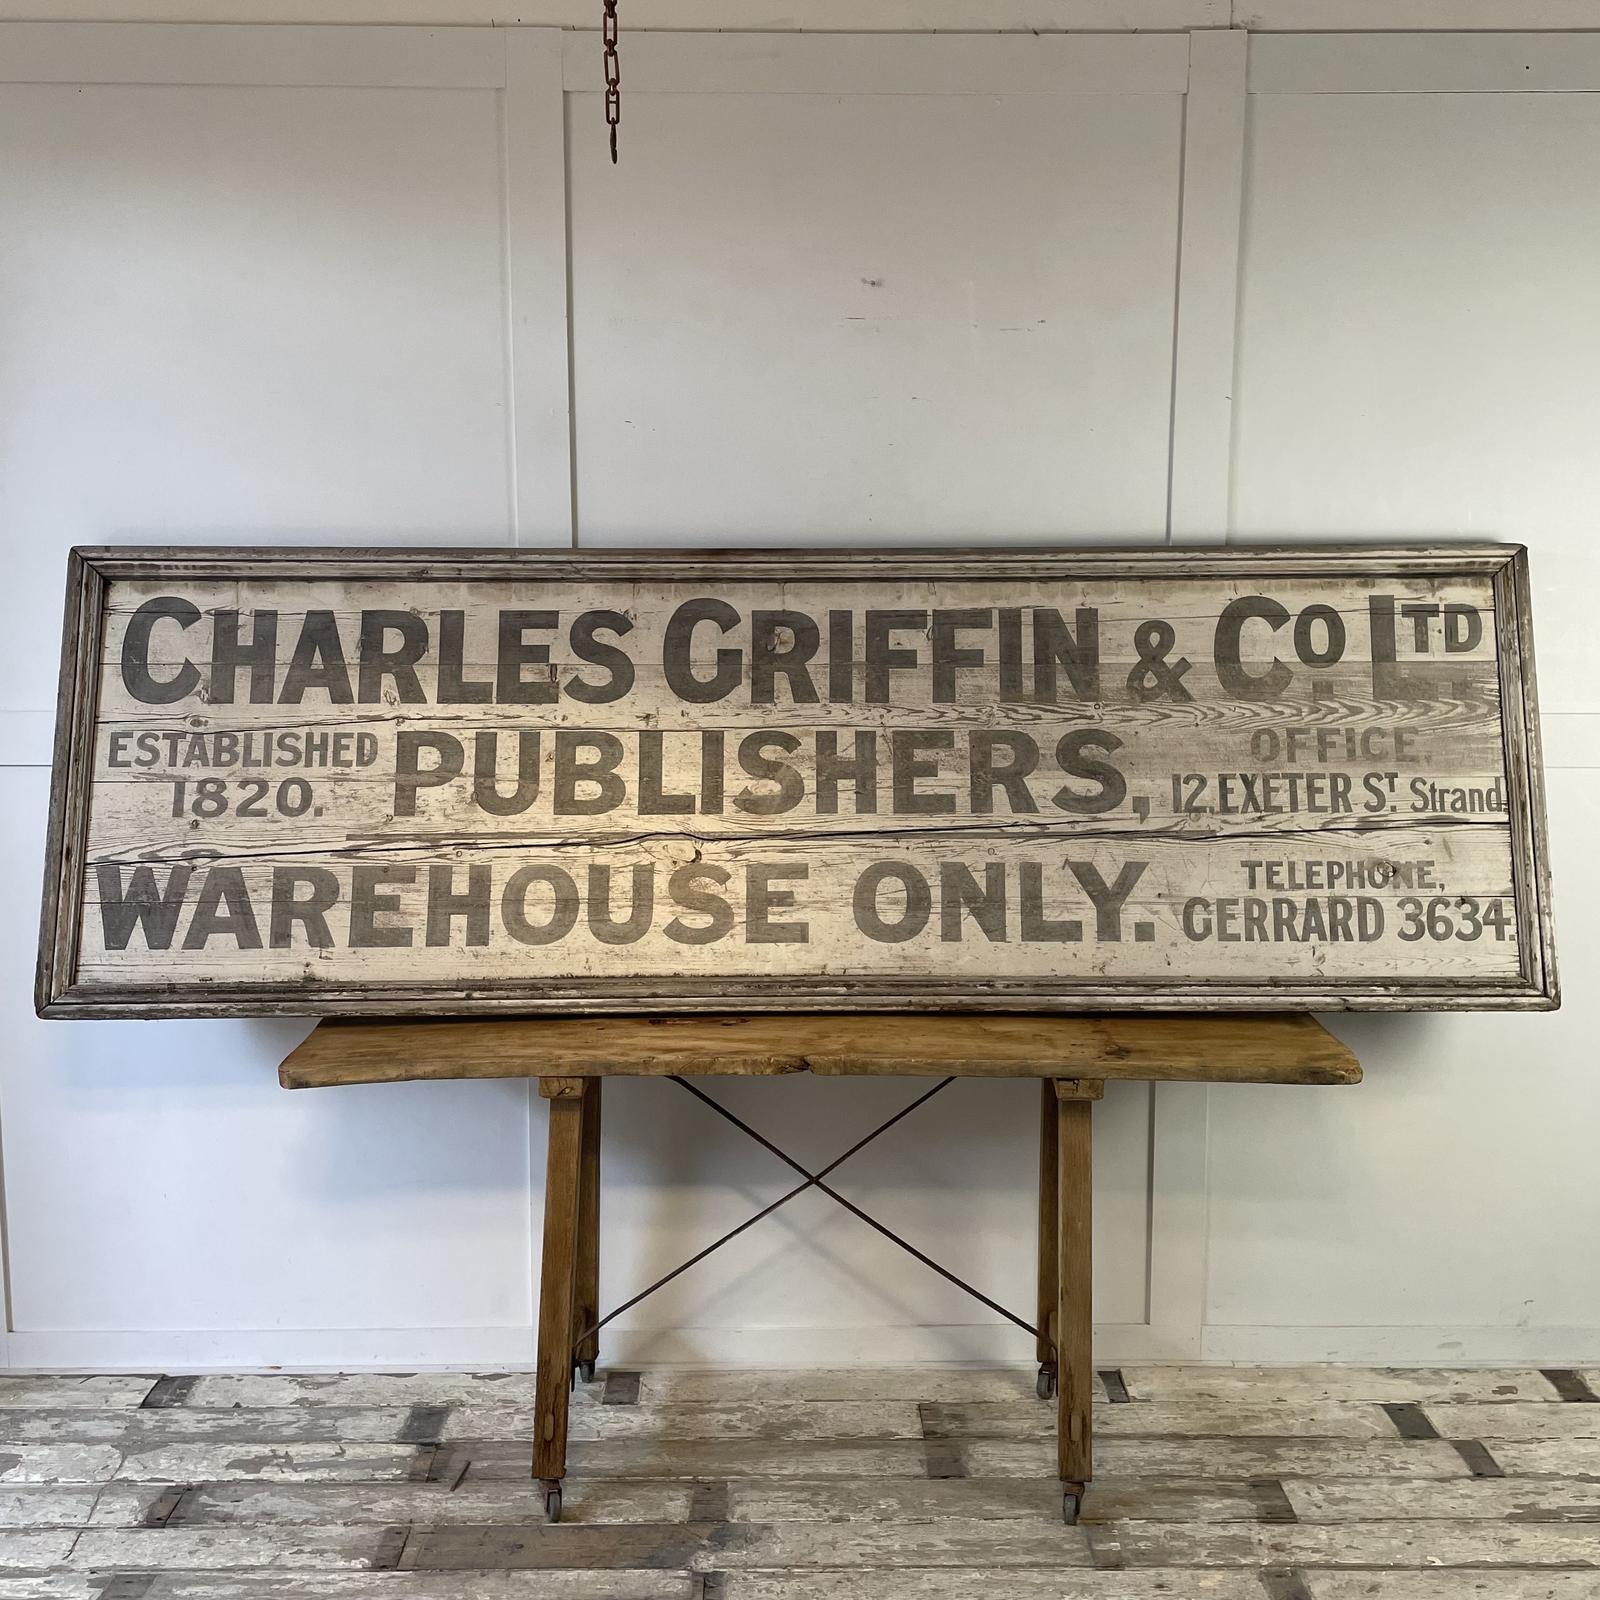 CHARLES GRIFFIN & CO. LTD.
ESTABLISHED
1820.
PUBLISHERS,
OFFICE,
12, EXETER ST. Strand.
WAREHOUSE ONLY.
TELEPHONE,
GERRARD 3634.